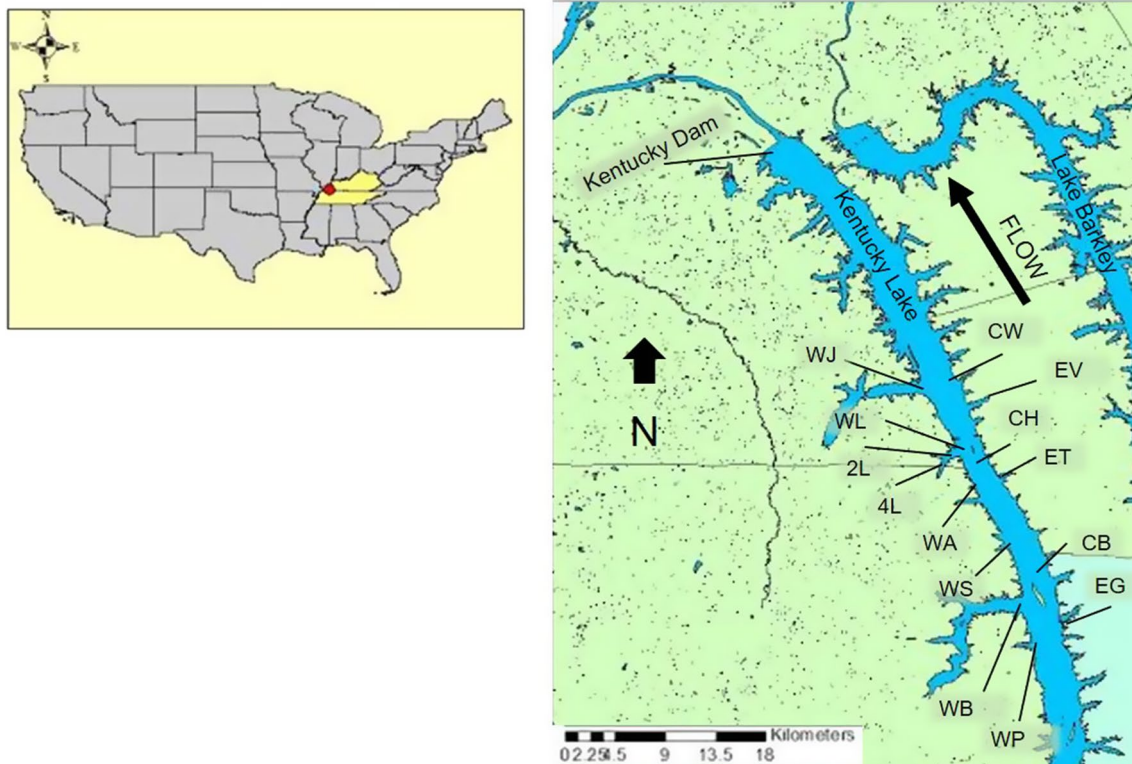 N
W E
S
Kentucky Dam
Kentucky Lake
Lake Barkley
FLOW
N
CW
WJ
EV
WL
CH
2L
ET
4L
WA
CB
WS
EG
WB
WP
Kilometers
0 2.25 4.5 9 13.5 18